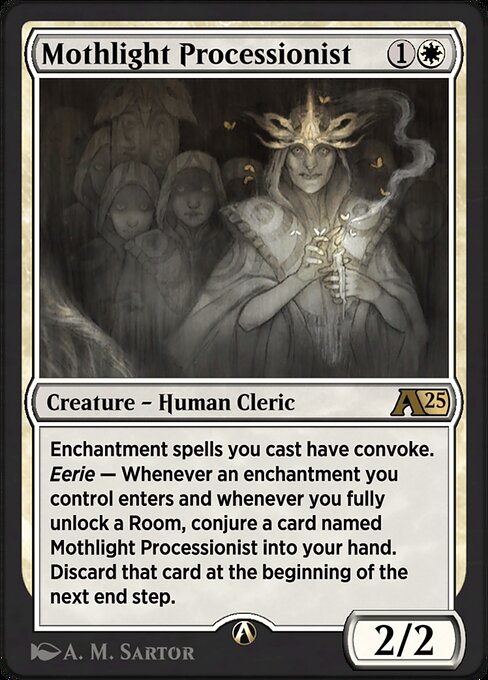 Mothlight Processionist 1
Creature – Human Cleric
A25
Enchantment spells you cast have convoke.
Eerie — Whenever an enchantment you
control enters and whenever you fully
unlock a Room, conjure a card named
Mothlight Processionist into your hand.
Discard that card at the beginning of the
next end step.
2/2
A. M. Sartor